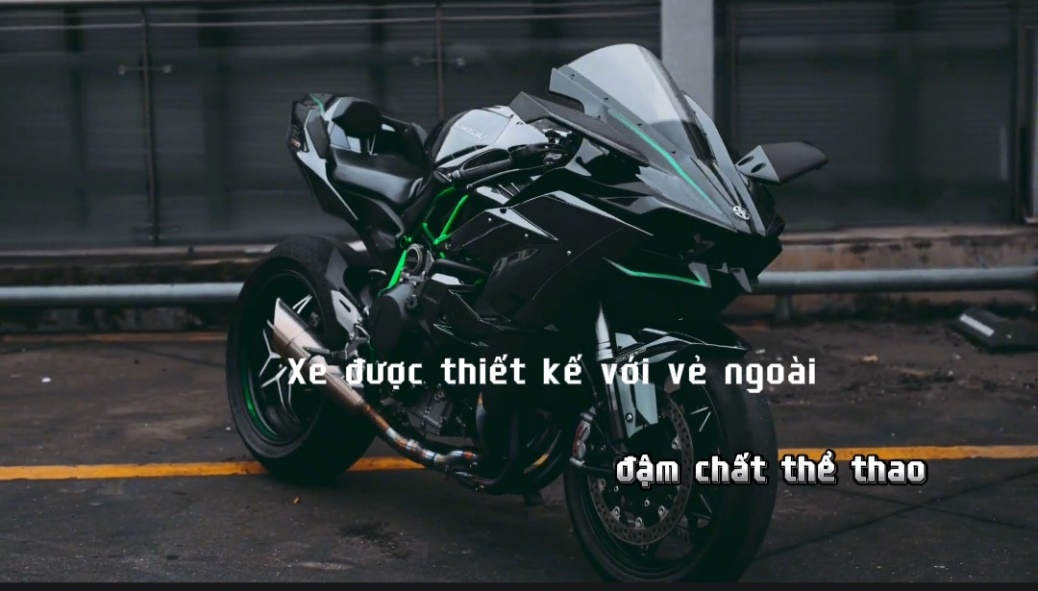 Xe được thiết kế với vẻ ngoài
đậm chất thể thao